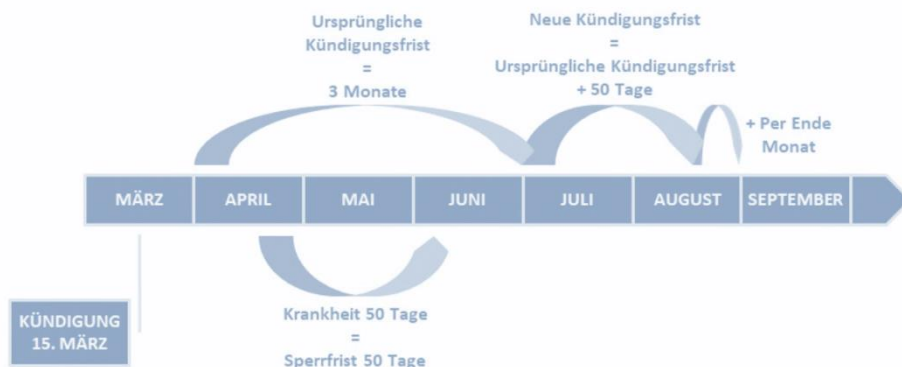 Ursprüngliche
Kündigungsfrist
=
3 Monate
Neue Kündigungsfrist
=
Ursprüngliche Kündigungsfrist
+ 50 Tage
+ Per Ende
Monat
MÄRZ APRIL MAI JUNI JULI AUGUST SEPTEMBER
KÜNDIGUNG
15. MÄRZ
Krankheit 50 Tage
=
Sperrfrist 50 Tage